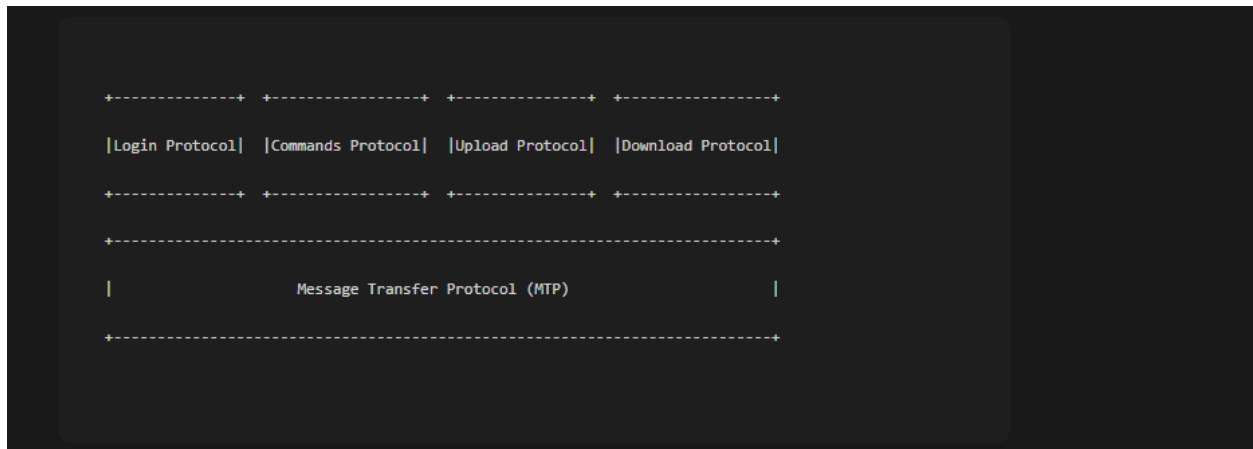 +--------------+  +-----------------+  +---------------+  +-----------------+
|Login Protocol|  |Commands Protocol|  |Upload Protocol|  |Download Protocol|
+--------------+  +-----------------+  +---------------+  +-----------------+
+---------------------------------------------------------------------------+
|                     Message Transfer Protocol (MTP)                       |
+---------------------------------------------------------------------------+